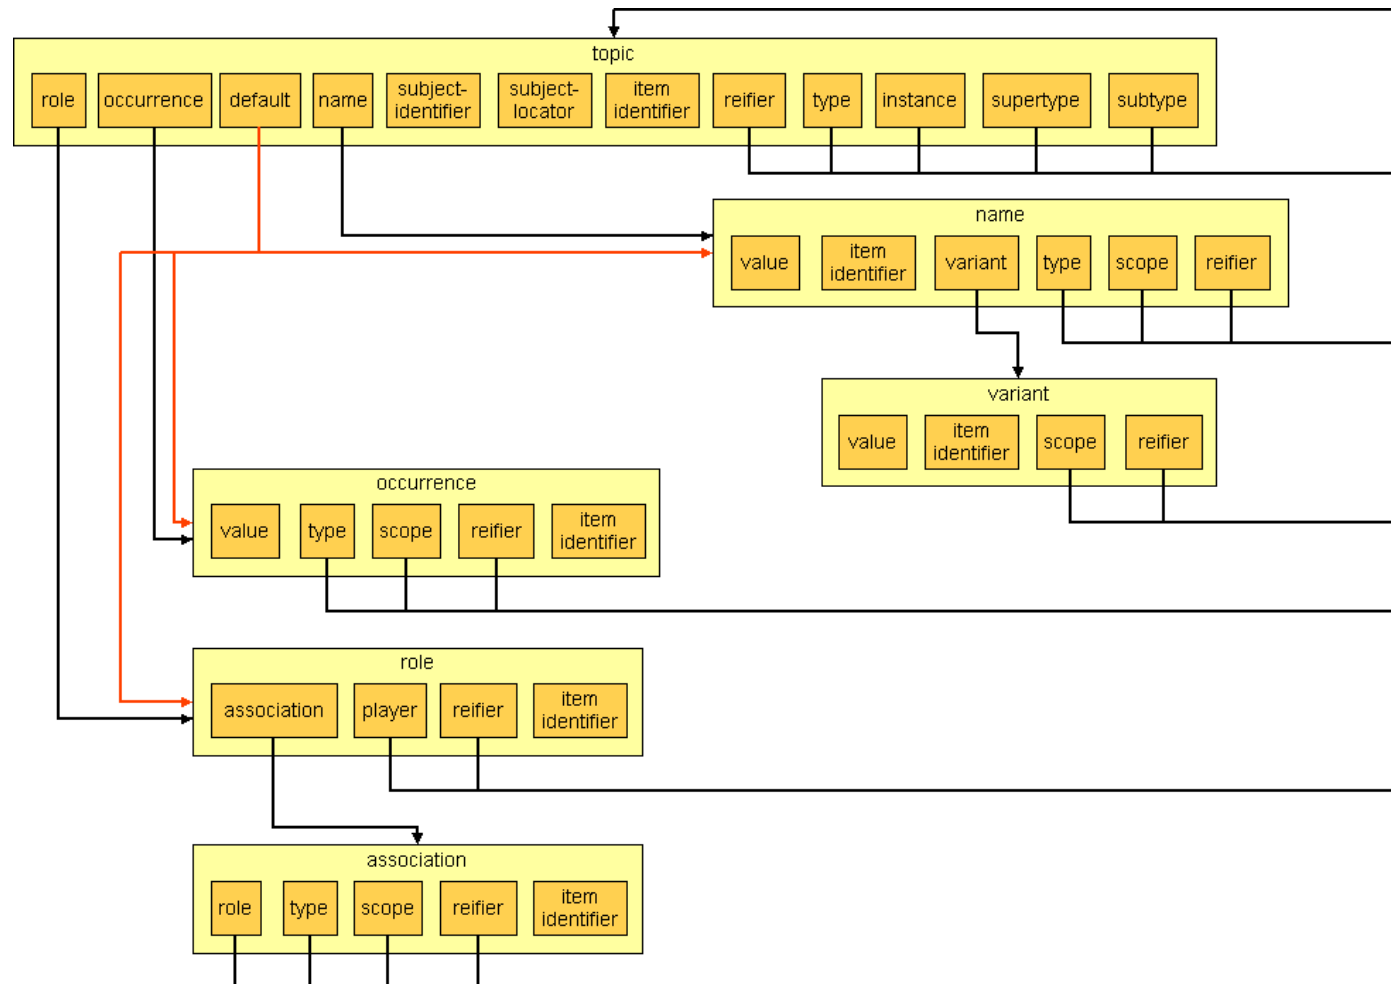 topic
role
occurrence
default
name
subject-
identifier
subject-
locator
item
identifier
reifier
type
instance
supertype
subtype
name
value
item
identifier
variant
type
scope
reifier
variant
value
item
identifier
scope
reifier
occurrence
value
type
scope
reifier
item
identifier
role
association
player
reifier
item
identifier
association
role
type
scope
reifier
item
identifier